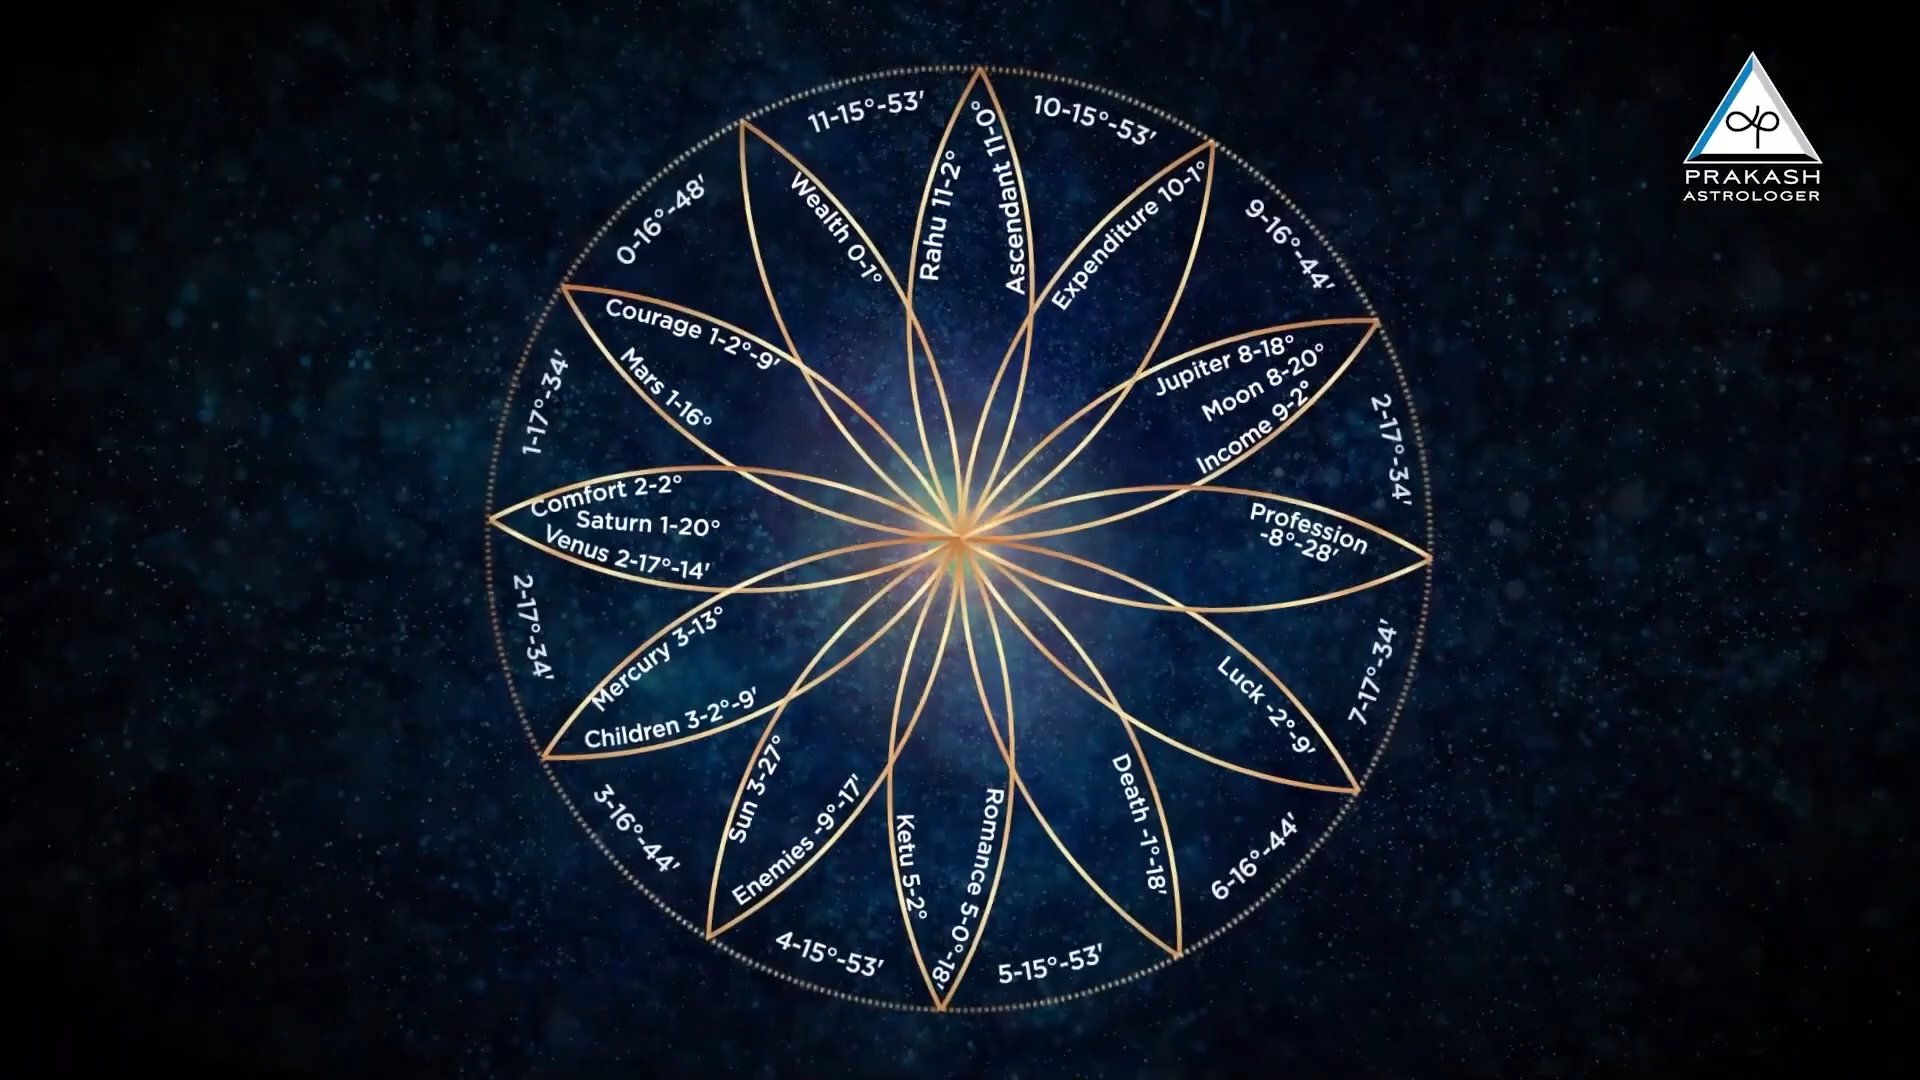 11-15°-53'
10-15°-53'
9-16°-44'
2-17°-34'
7-17°-34'
6-16°-44'
5-15°-53'
4-15°-53'
3-16°-44'
2-17°-34'
1-17°-34'
0-16°-48'
Rahu 11-2°
Ascendant 11-0°
Expenditure 10-1°
Jupiter 8-18°
Moon 8-20°
Income 9-2°
Profession
-8°-28'
Luck -2°-9'
Death -1°-18'
Romance 5-0°-18'
Ketu 5-2°
Enemies -9°-17'
Sun 3-27°
Children 3-2°-9'
Mercury 3-13°
Comfort 2-2°
Saturn 1-20°
Venus 2-17°-14'
Courage 1-2°-9'
Mars 1-16°
Wealth 0-1°
PRAKASH
ASTROLOGER